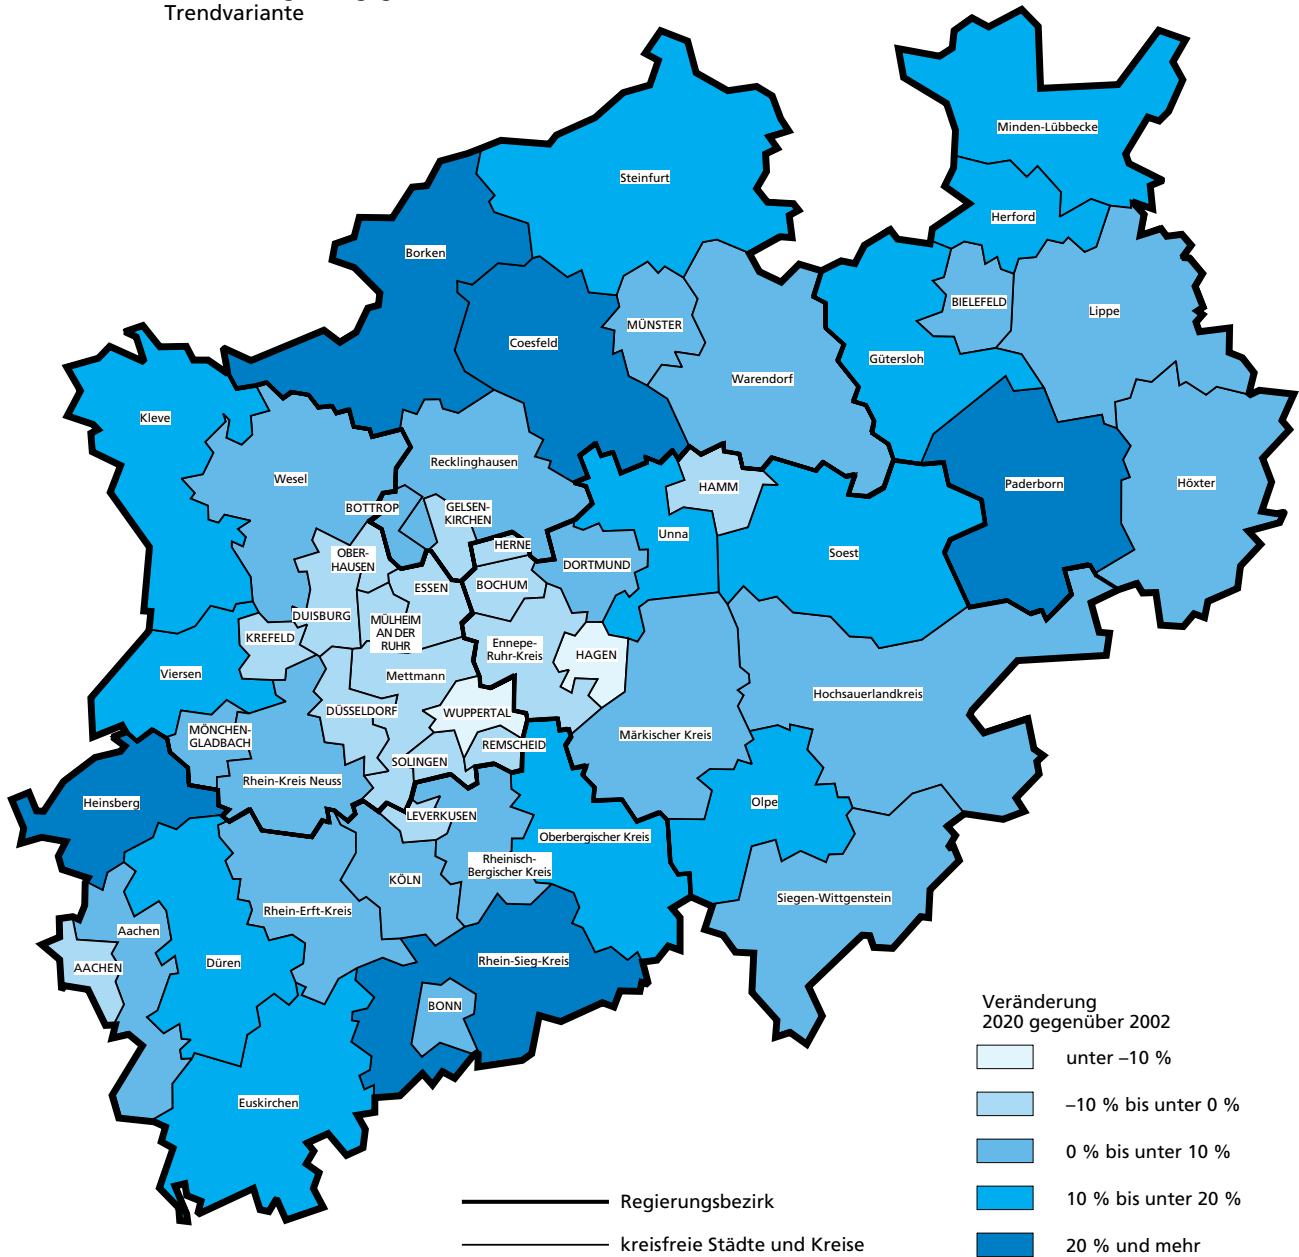 Trendvariante
Minden-Lübbecke
Steinfurt
Herford
Borken
BIELEFELD
Lippe
MÜNSTER
Coesfeld
Gütersloh
Warendorf
Kleve
Recklinghausen
Wesel
HAMM
Paderborn
Höxter
BOTTROP
GELSEN-
KIRCHEN
Unna
HERNE
Soest
OBER-
HAUSEN
DORTMUND
ESSEN
BOCHUM
DUISBURG
MÜLHEIM
AN DER
RUHR
KREFELD
Ennepe-
Ruhr-Kreis
HAGEN
Viersen
Mettmann
Hochsauerlandkreis
DÜSSELDORF
WUPPERTAL
MÖNCHEN-
GLADBACH
Märkischer Kreis
REMSCHEID
SOLINGEN
Rhein-Kreis Neuss
Heinsberg
Olpe
LEVERKUSEN
Oberbergischer Kreis
Rheinisch-
Bergischer Kreis
KÖLN
Siegen-Wittgenstein
Rhein-Erft-Kreis
Aachen
Rhein-Sieg-Kreis
Düren
AACHEN
BONN
Euskirchen
Veränderung
2020 gegenüber 2002
unter –10 %
–10 % bis unter 0 %
0 % bis unter 10 %
10 % bis unter 20 %
20 % und mehr
Regierungsbezirk
kreisfreie Städte und Kreise